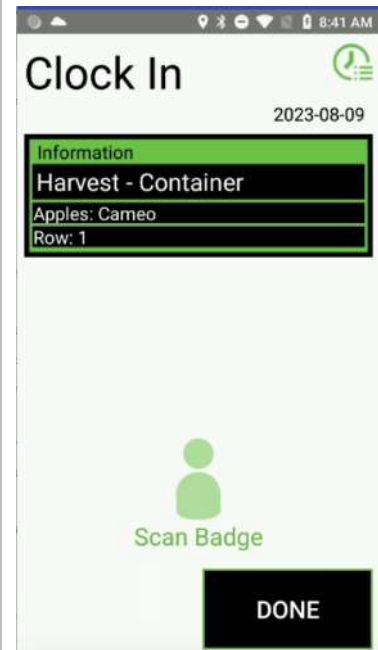 8:41 AM
Clock In
2023-08-09
Information
Harvest - Container
Apples: Cameo
Row: 1
Scan Badge
DONE